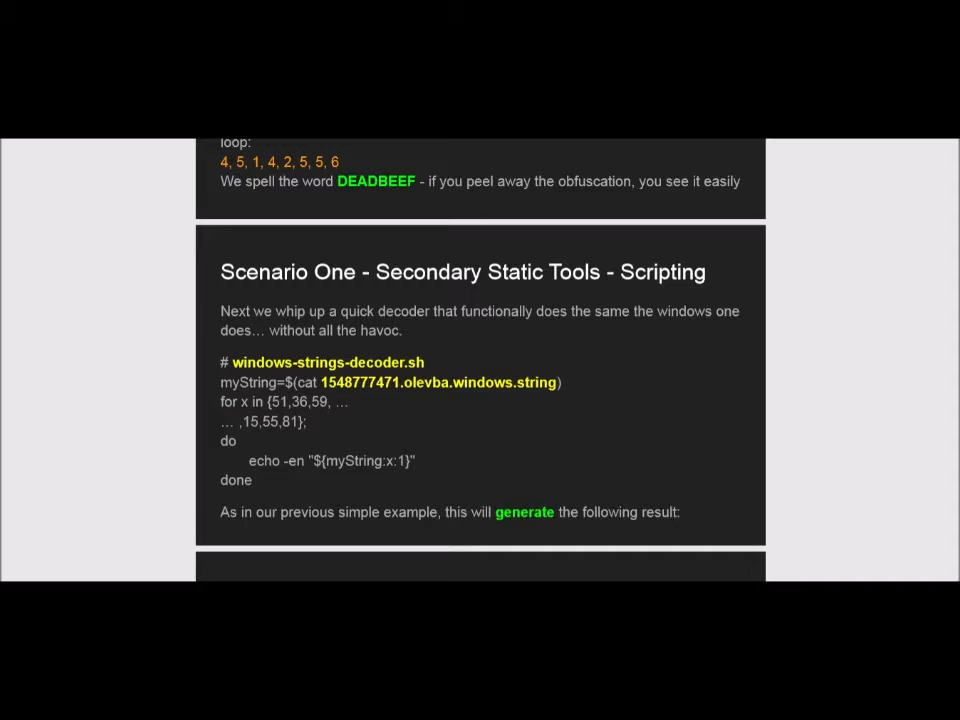 loop:
4, 5, 1, 4, 2, 5, 5, 6
We spell the word DEADBEEF - if you peel away the obfuscation, you see it easily
Scenario One - Secondary Static Tools - Scripting
Next we whip up a quick decoder that functionally does the same the windows one
does… without all the havoc.
# windows-strings-decoder.sh
myString=$(cat 1548777471.olevba.windows.string)
for x in {51,36,59, …
… ,15,55,81};
do
echo -en "${myString:x:1}"
done
As in our previous simple example, this will generate the following result: